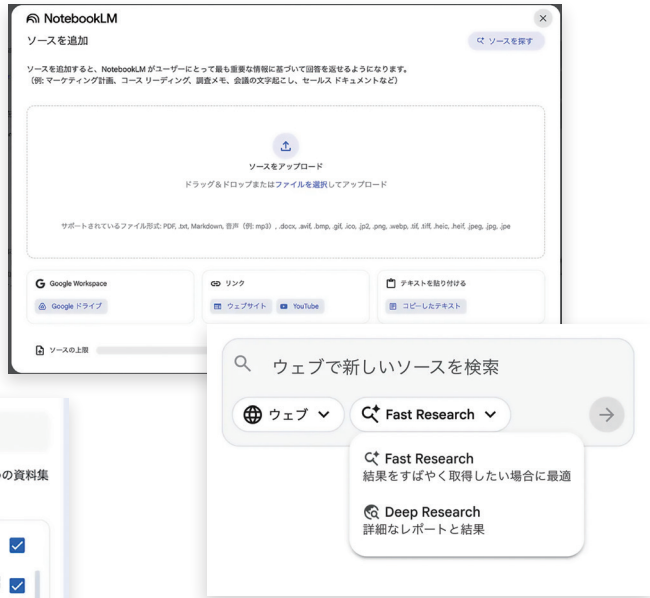 NotebookLM
ソースを追加
ソースを探す
ソースを追加すると、NotebookLM がユーザーにとって最も重要な情報に基づいて回答を返せるようになります。
(例: マーケティング計画、コース リーディング、調査メモ、会議の文字起こし、セールス ドキュメントなど)
ソースをアップロード
ドラッグ＆ドロップまたはファイルを選択してアップロード
サポートされているファイル形式: PDF, .txt, Markdown, 音声（例: mp3）, .docx, .avif, .bmp, .gif, .ico, .jp2, .png, .webp, .tif, .tiff, .heic, .heif, .jpeg, .jpg, .jpe
Google Workspace
Google ドライブ
リンク
ウェブサイト
YouTube
テキストを貼り付ける
コピーしたテキスト
ソースの上限
ウェブで新しいソースを検索
ウェブ
Fast Research
Fast Research
結果をすばやく取得したい場合に最適
Deep Research
詳細なレポートと結果
の資料集